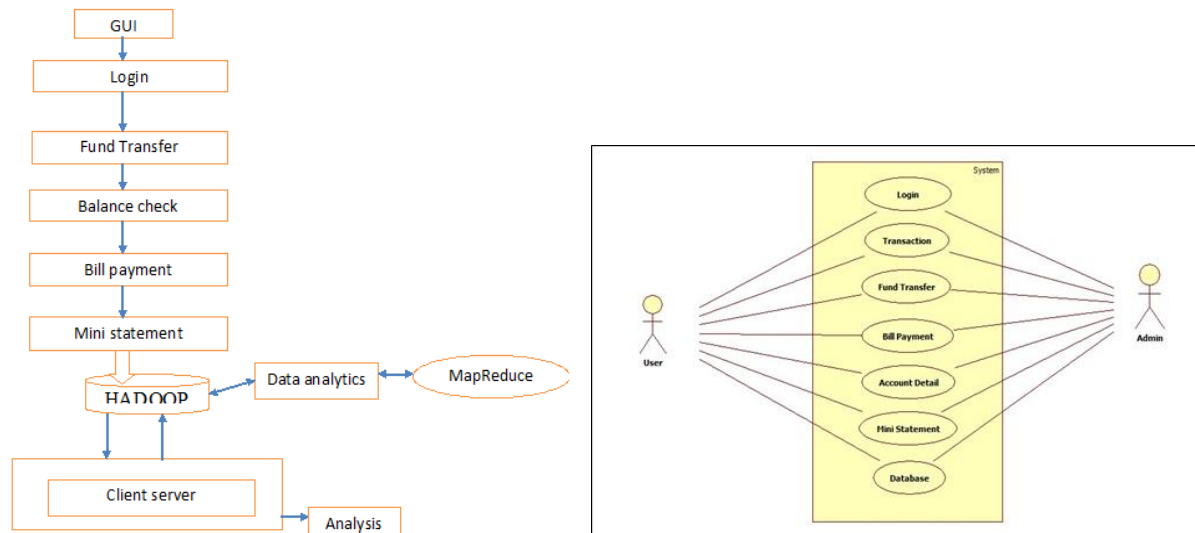 GUI
Login
Fund Transfer
Balance check
Bill payment
Mini statement
HADOOP
Data analytics
MapReduce
Client server
Analysis
System
Login
Transaction
Fund Transfer
Bill Payment
Account Detail
Mini Statement
Database
User
Admin